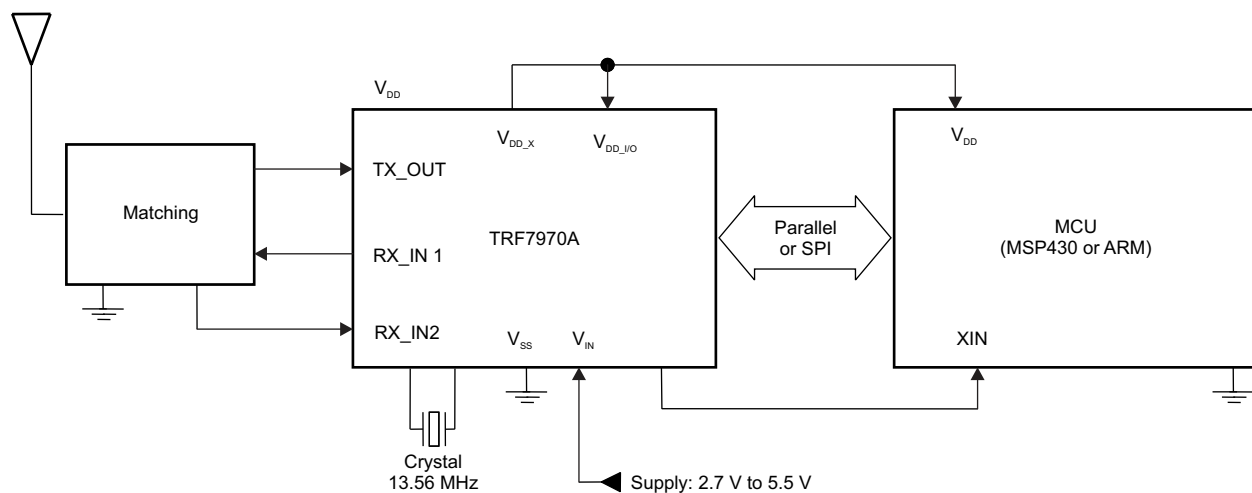 V_DD
V_DD_X
V_DD_I/O
V_DD
TX_OUT
Matching
Parallel
or SPI
MCU
(MSP430 or ARM)
TRF7970A
RX_IN 1
RX_IN2
V_SS
V_IN
XIN
Crystal
13.56 MHz
Supply: 2.7 V to 5.5 V